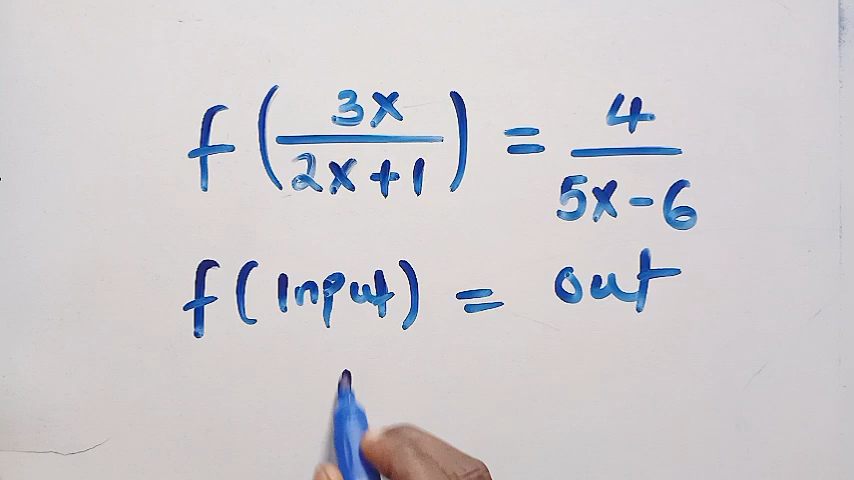 f(3x/2x+1) = 4/5x-6
f(input) = out